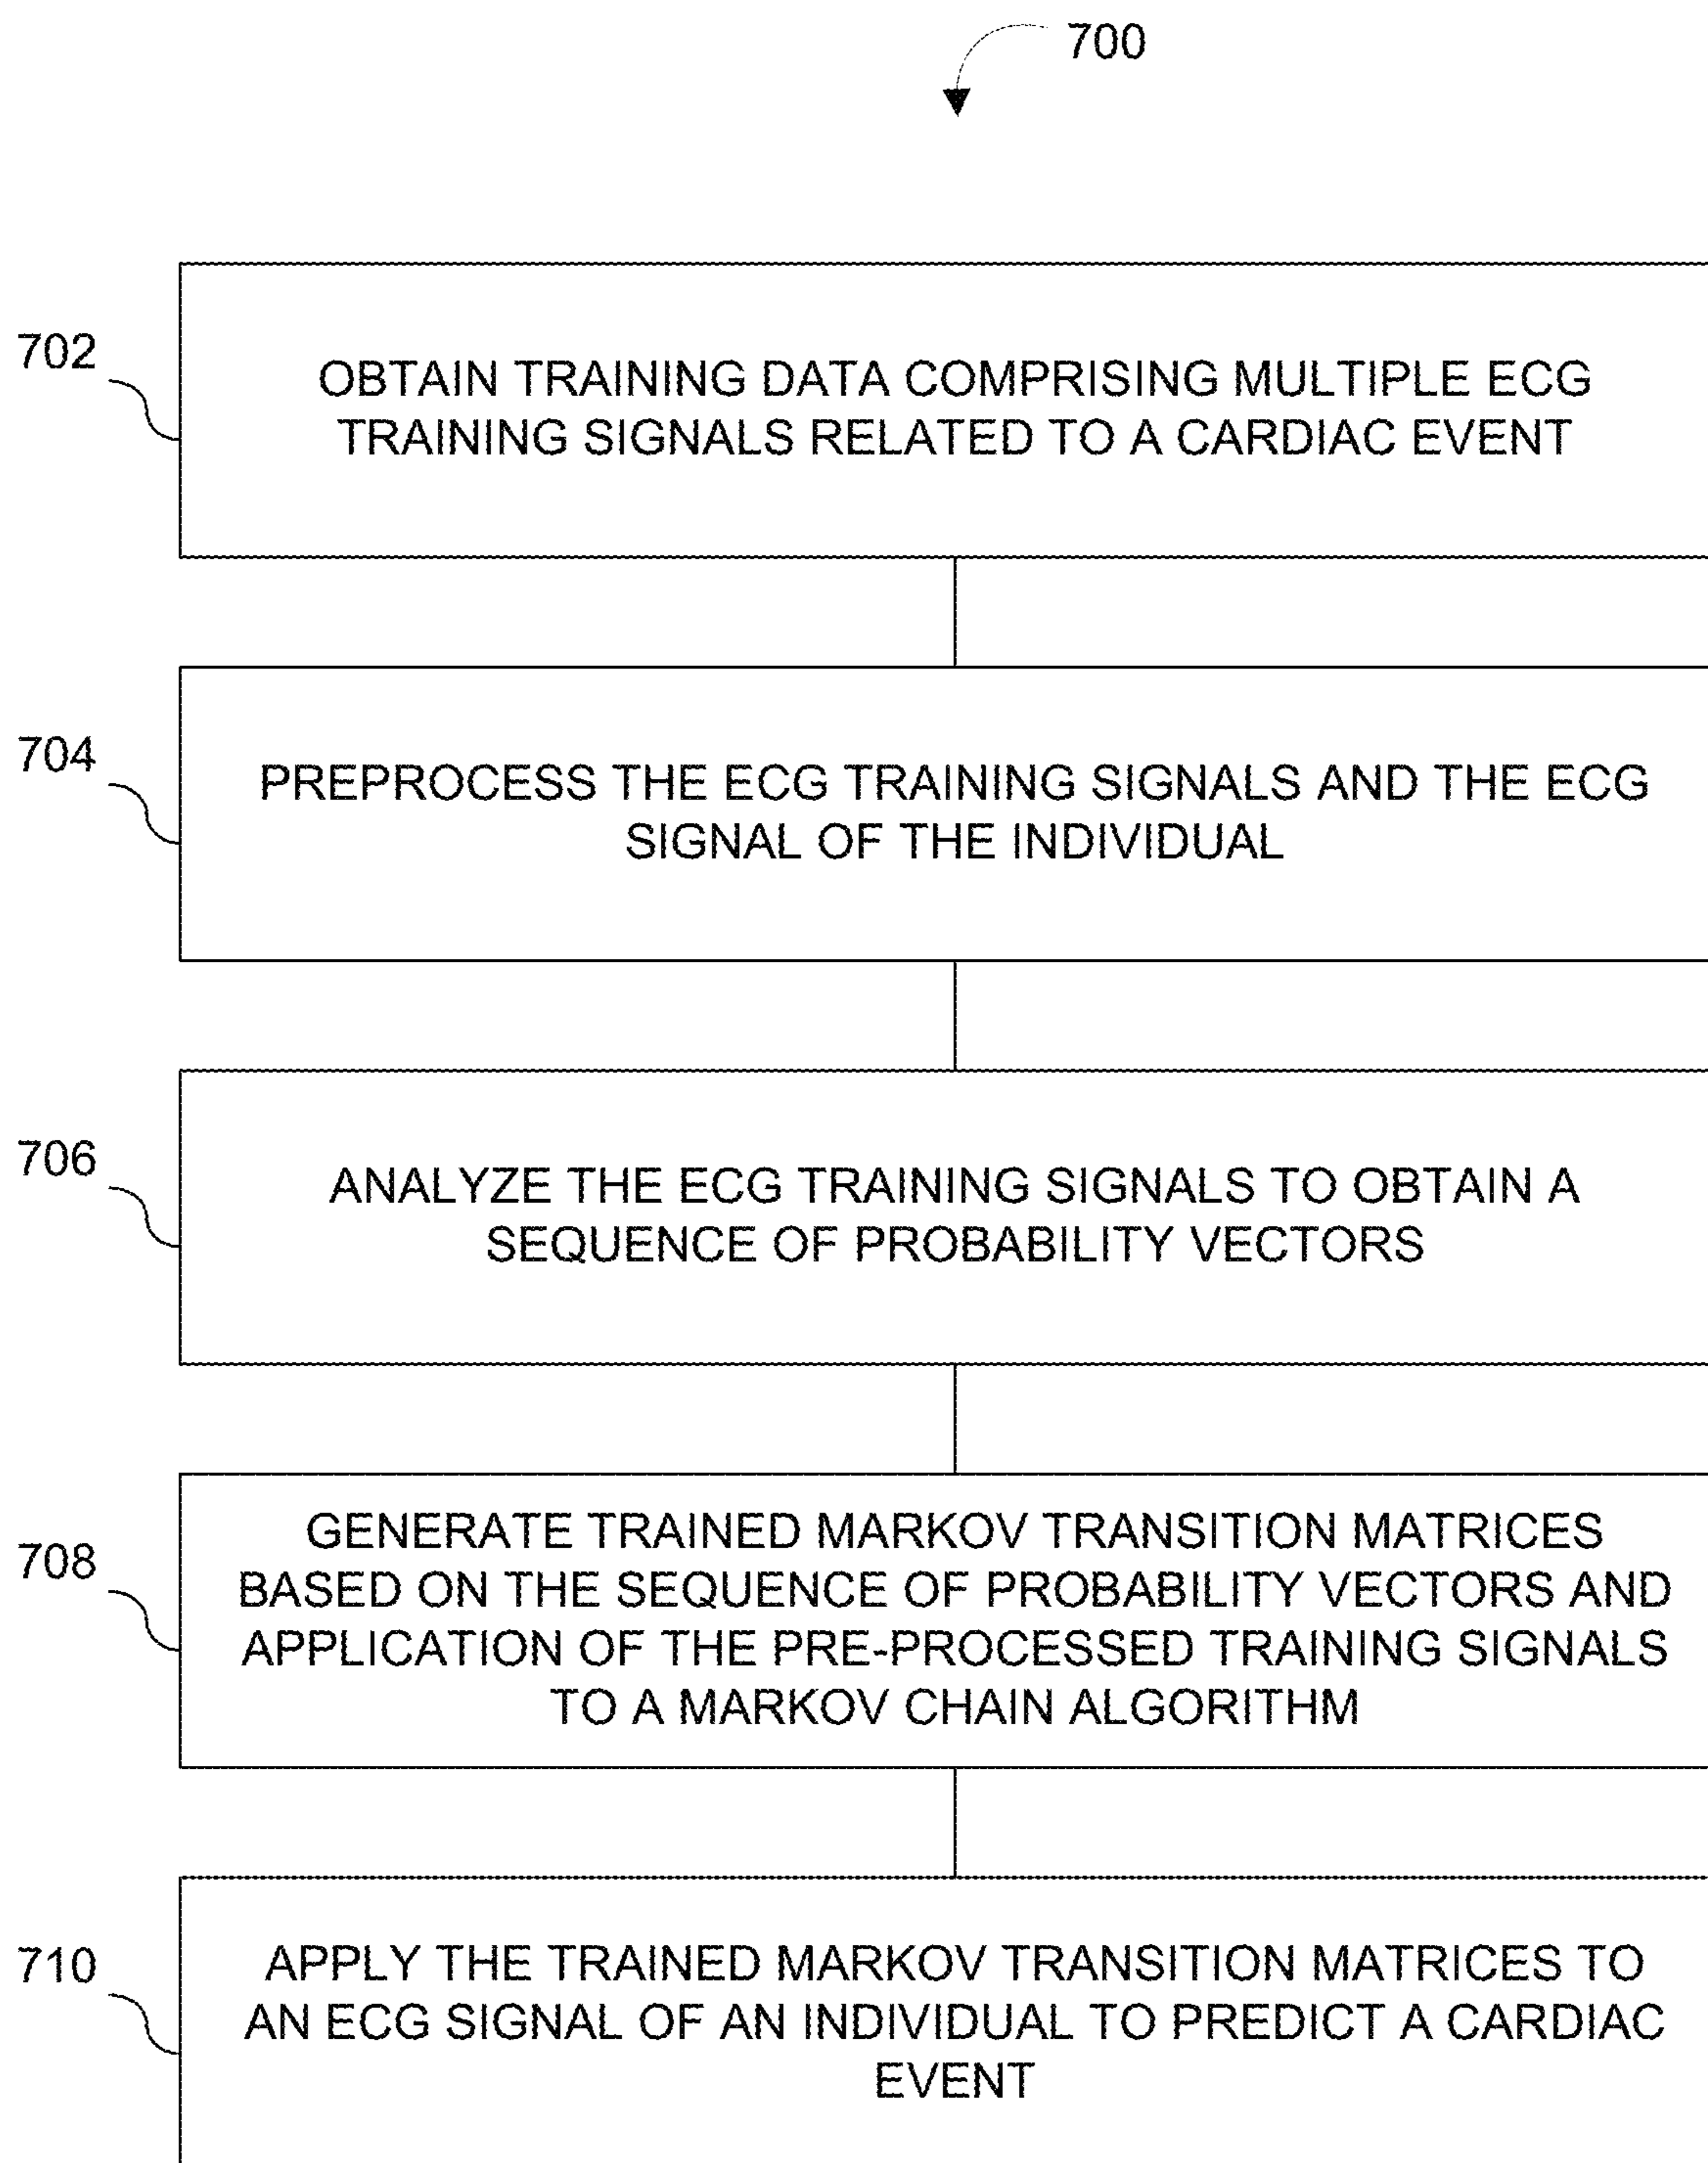 700
702
OBTAIN TRAINING DATA COMPRISING MULTIPLE ECG
TRAINING SIGNALS RELATED TO A CARDIAC EVENT
704
PREPROCESS THE ECG TRAINING SIGNALS AND THE ECG
SIGNAL OF THE INDIVIDUAL
706
ANALYZE THE ECG TRAINING SIGNALS TO OBTAIN A
SEQUENCE OF PROBABILITY VECTORS
708
GENERATE TRAINED MARKOV TRANSITION MATRICES
BASED ON THE SEQUENCE OF PROBABILITY VECTORS AND
APPLICATION OF THE PRE-PROCESSED TRAINING SIGNALS
TO A MARKOV CHAIN ALGORITHM
710
APPLY THE TRAINED MARKOV TRANSITION MATRICES TO
AN ECG SIGNAL OF AN INDIVIDUAL TO PREDICT A CARDIAC
EVENT